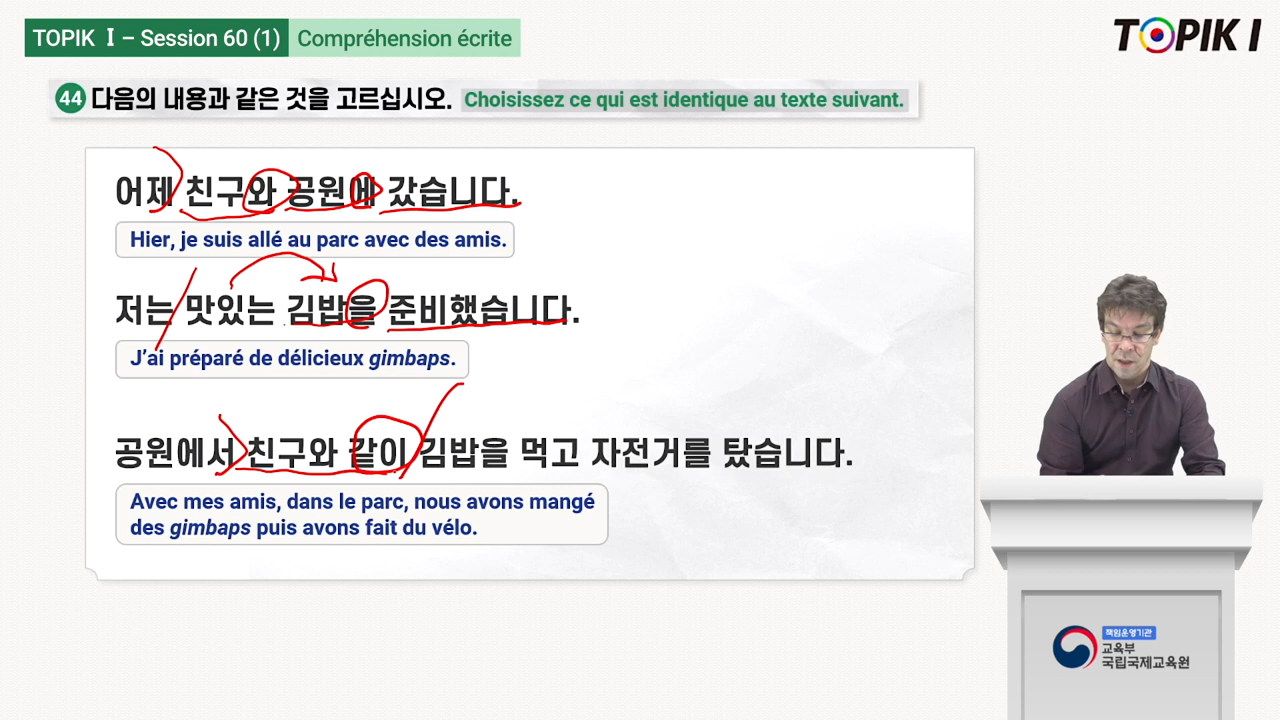 TOPIK Ⅰ – Session 60 (1) Compréhension écrite
TOPIK I
44 다음의 내용과 같은 것을 고르십시오. Choisissez ce qui est identique au texte suivant.
어제 친구와 공원에 갔습니다.
Hier, je suis allé au parc avec des amis.
저는 맛있는 김밥을 준비했습니다.
J'ai préparé de délicieux gimbaps.
공원에서 친구와 같이 김밥을 먹고 자전거를 탔습니다.
Avec mes amis, dans le parc, nous avons mangé
des gimbaps puis avons fait du vélo.
책임운영기관
교육부
국립국제교육원